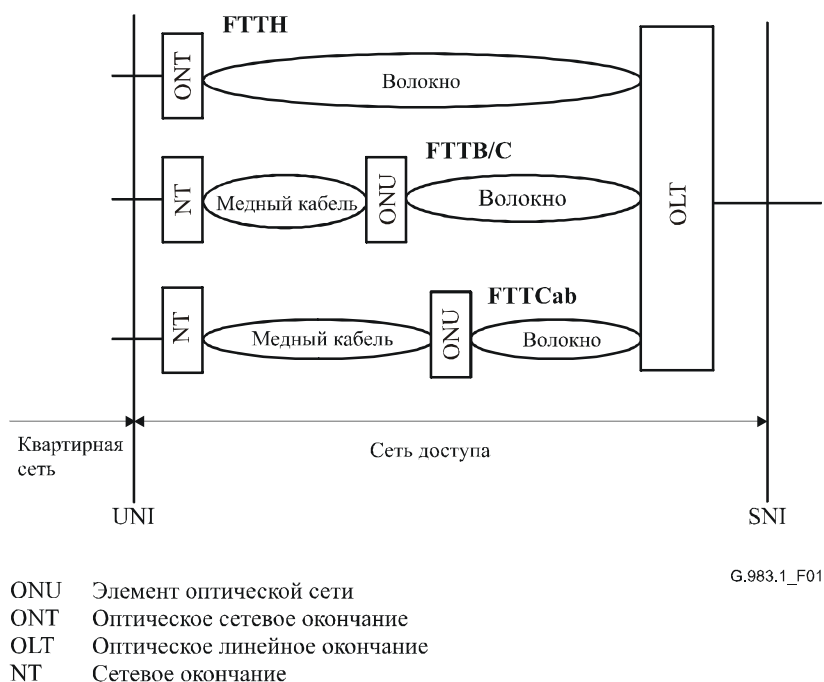 FTTH
ONT
Волокно
FTTB/C
NT
Медный кабель
ONU
Волокно
OLT
FTTCab
NT
Медный кабель
ONU
Волокно
Квартирная
сеть
Сеть доступа
UNI
SNI
G.983.1_F01
ONU Элемент оптической сети
ONT Оптическое сетевое окончание
OLT Оптическое линейное окончание
NT Сетевое окончание